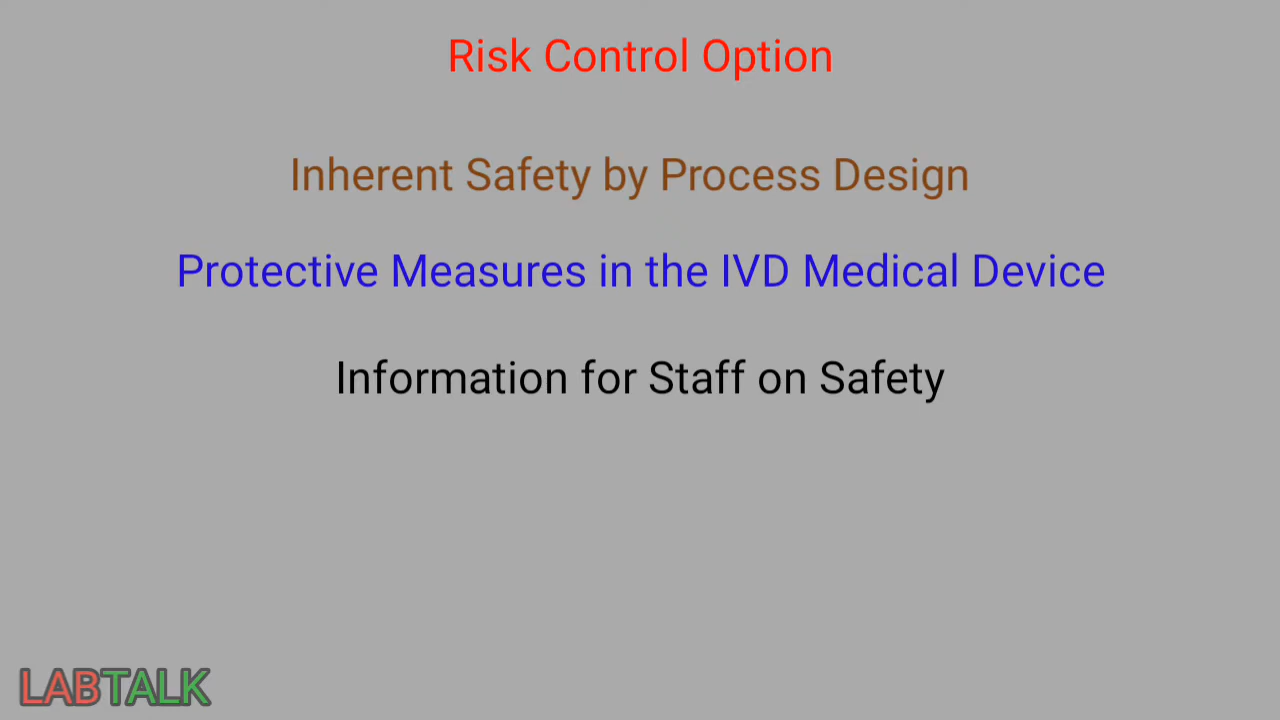 Risk Control Option
Inherent Safety by Process Design
Protective Measures in the IVD Medical Device
Information for Staff on Safety
LABTALK